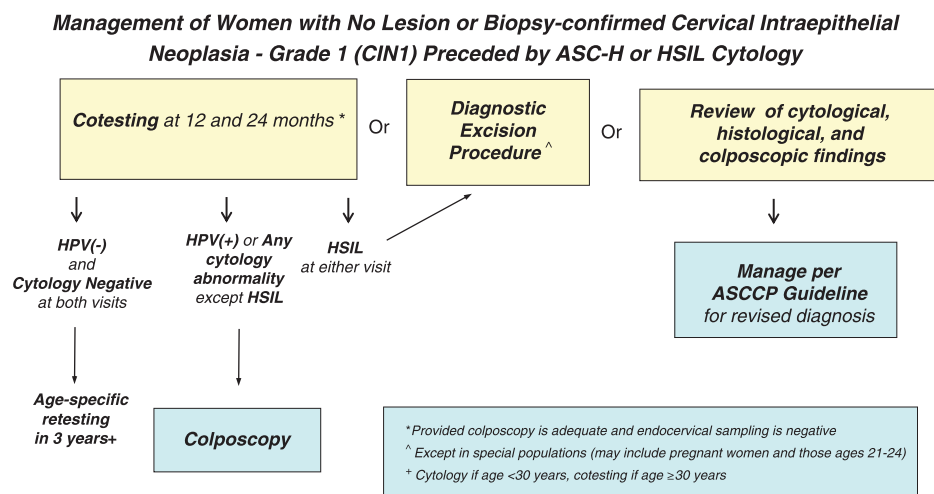 Management of Women with No Lesion or Biopsy-confirmed Cervical Intraepithelial
Neoplasia - Grade 1 (CIN1) Preceded by ASC-H or HSIL Cytology
Cotesting at 12 and 24 months *
Or
Diagnostic
Excision
Procedure ^
Or
Review of cytological,
histological, and
colposcopic findings
HPV(-)
and
Cytology Negative
at both visits
HPV(+) or Any
cytology
abnormality
except HSIL
HSIL
at either visit
Manage per
ASCCP Guideline
for revised diagnosis
Age-specific
retesting
in 3 years+
Colposcopy
*Provided colposcopy is adequate and endocervical sampling is negative
^ Except in special populations (may include pregnant women and those ages 21-24)
+ Cytology if age <30 years, cotesting if age ≥30 years